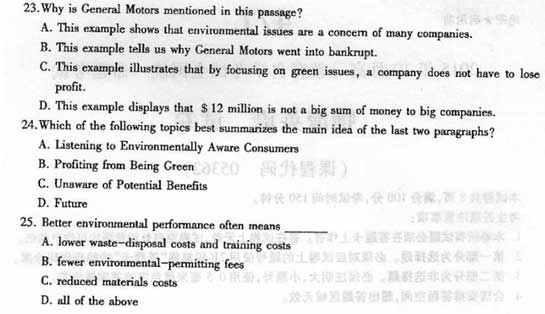 23.Why is General Motors mentioned in this passage?
A. This example shows that environmental issues are a concern of many companies.
B. This example tells us why General Motors went into bankrupt.
C. This example illustrates that by focusing on green issues, a company does not have to lose
profit.
D. This example displays that $ 12 million is not a big sum of money to big companies.
24.Which of the following topics best summarizes the main idea of the last two paragraphs?
A. Listening to Environmentally Aware Consumers
B. Profiting from Being Green
C. Unaware of Potential Benefits
D. Future
25. Better environmental performance often means ______
A. lower waste-disposal costs and training costs
B. fewer environmental-permitting fees
C. reduced materials costs
D. all of the above